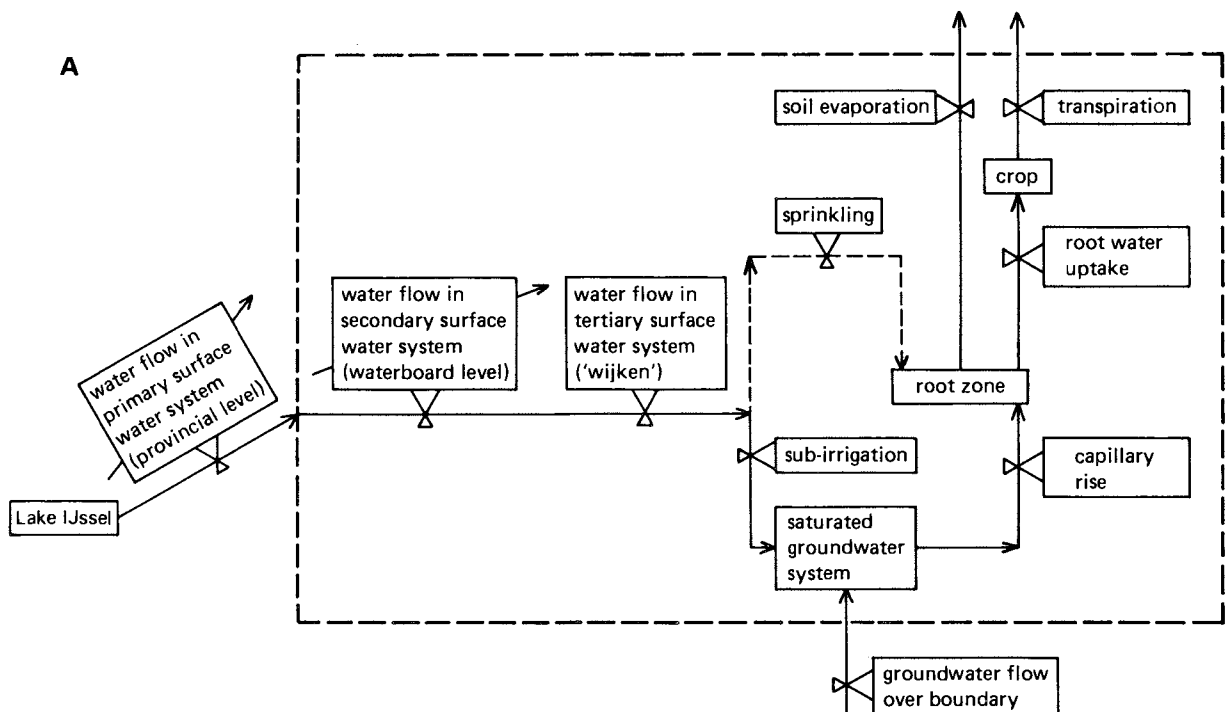 A
soil evaporation
transpiration
crop
sprinkling
root water
uptake
water flow in
primary surface
water system
(provincial level)
water flow in
secondary surface
water system
(waterboard level)
water flow in
tertiary surface
water system
('wijken')
root zone
sub-irrigation
capillary
rise
Lake IJssel
saturated
groundwater
system
groundwater flow
over boundary